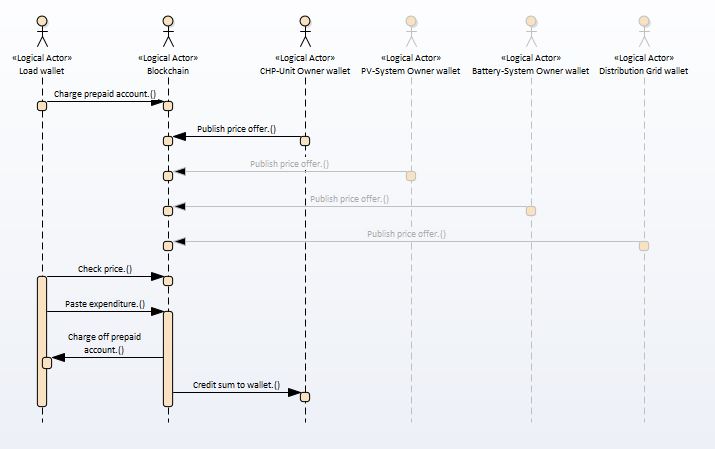 «Logical Actor» «Logical Actor» «Logical Actor» «Logical Actor» «Logical Actor» «Logical Actor»
Load wallet Blockchain CHP-Unit Owner wallet PV-System Owner wallet Battery-System Owner wallet Distribution Grid wallet
Charge prepaid account.()
Publish price offer.()
Publish price offer.()
Publish price offer.()
Publish price offer.()
Check price.()
Paste expenditure.()
Charge off prepaid
account.()
Credit sum to wallet.()